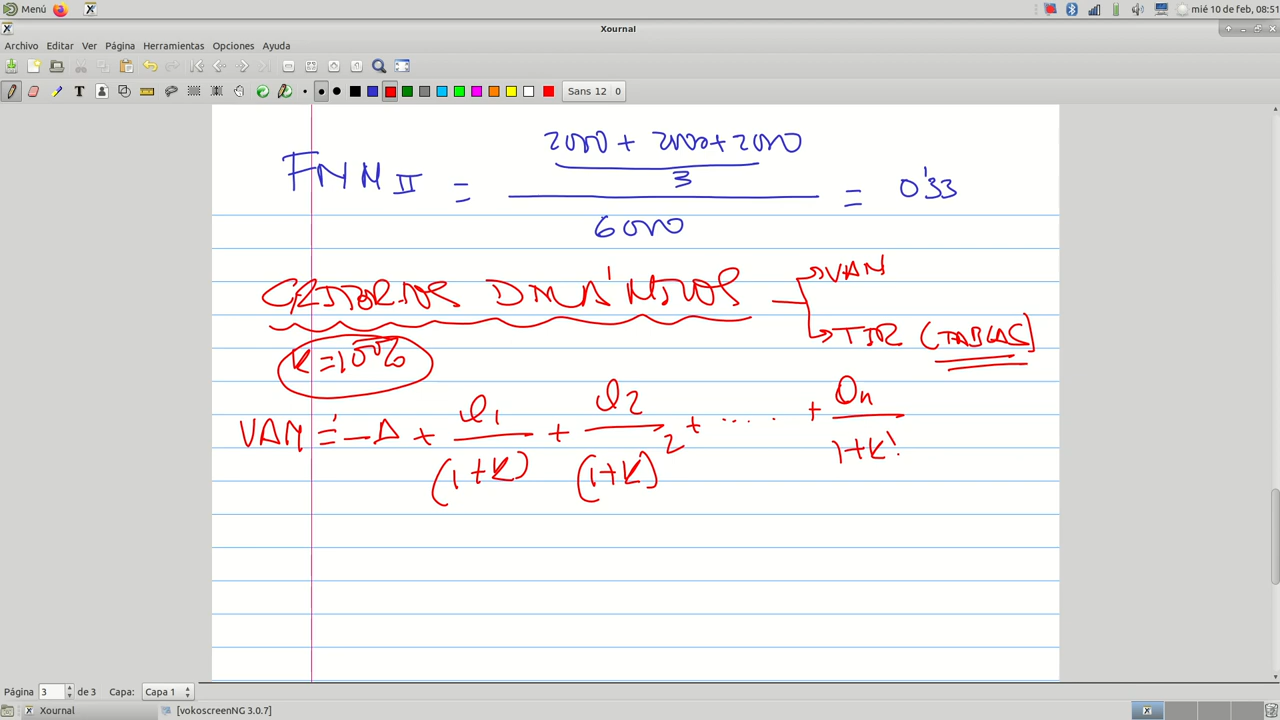 Menú mié 10 de feb, 08:51
Xournal
Archivo Editar Ver Página Herramientas Opciones Ayuda
Sans 12 0
2000 + 2000 + 2000
3
FNM II = = 0'33
6000
CRITERIOS DINÁMICOS VAN
TIR (TABLAS)
K=10%
VAN = -A + Q1/(1+K) + Q2/(1+K)2 + ..... + Qn/1+K
Página 3 de 3 Capa: Capa 1
Xournal [vokoscreenNG 3.0.7]